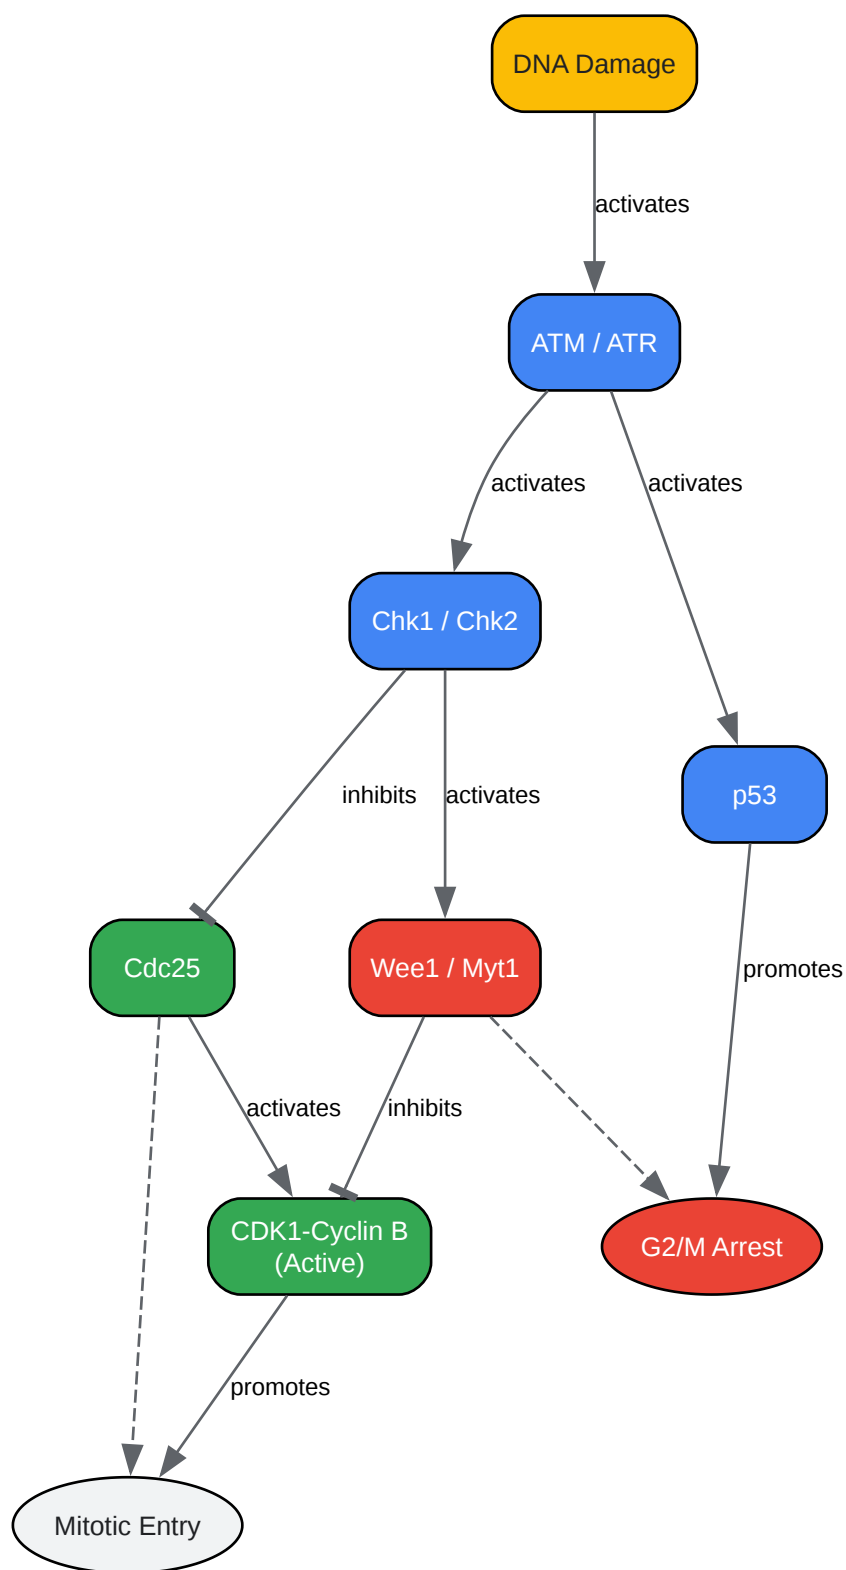 DNA Damage
activates
ATM / ATR
activates
activates
Chk1 / Chk2
inhibits
activates
p53
Cdc25
Wee1 / Myt1
promotes
activates
inhibits
CDK1-Cyclin B
(Active)
G2/M Arrest
promotes
Mitotic Entry